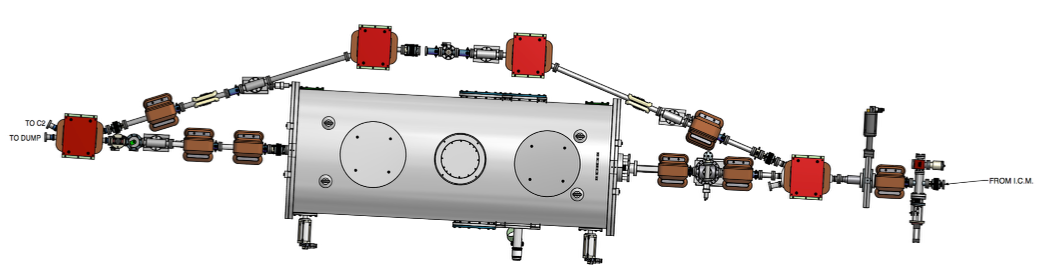 TO C2
TO DUMP
FROM I.C.M.